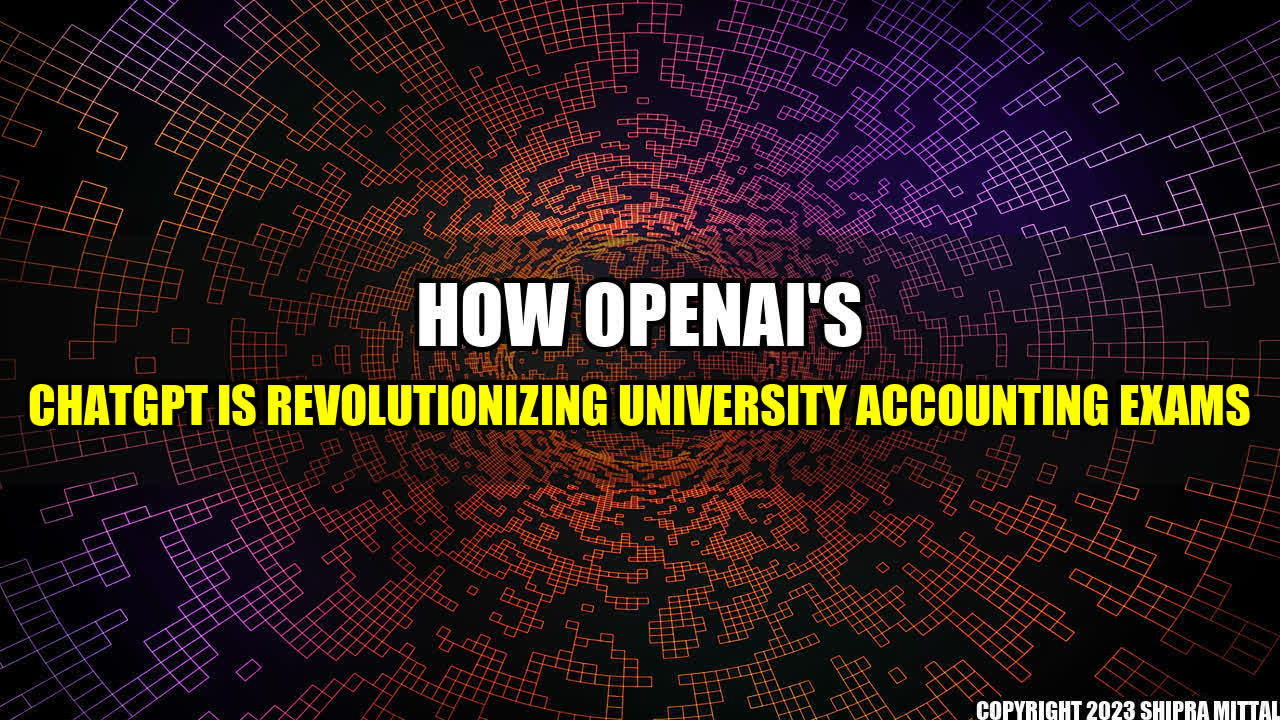 HOW OPENAI'S
CHATGPT IS REVOLUTIONIZING UNIVERSITY ACCOUNTING EXAMS
COPYRIGHT 2023 SHIPRA MITTAL